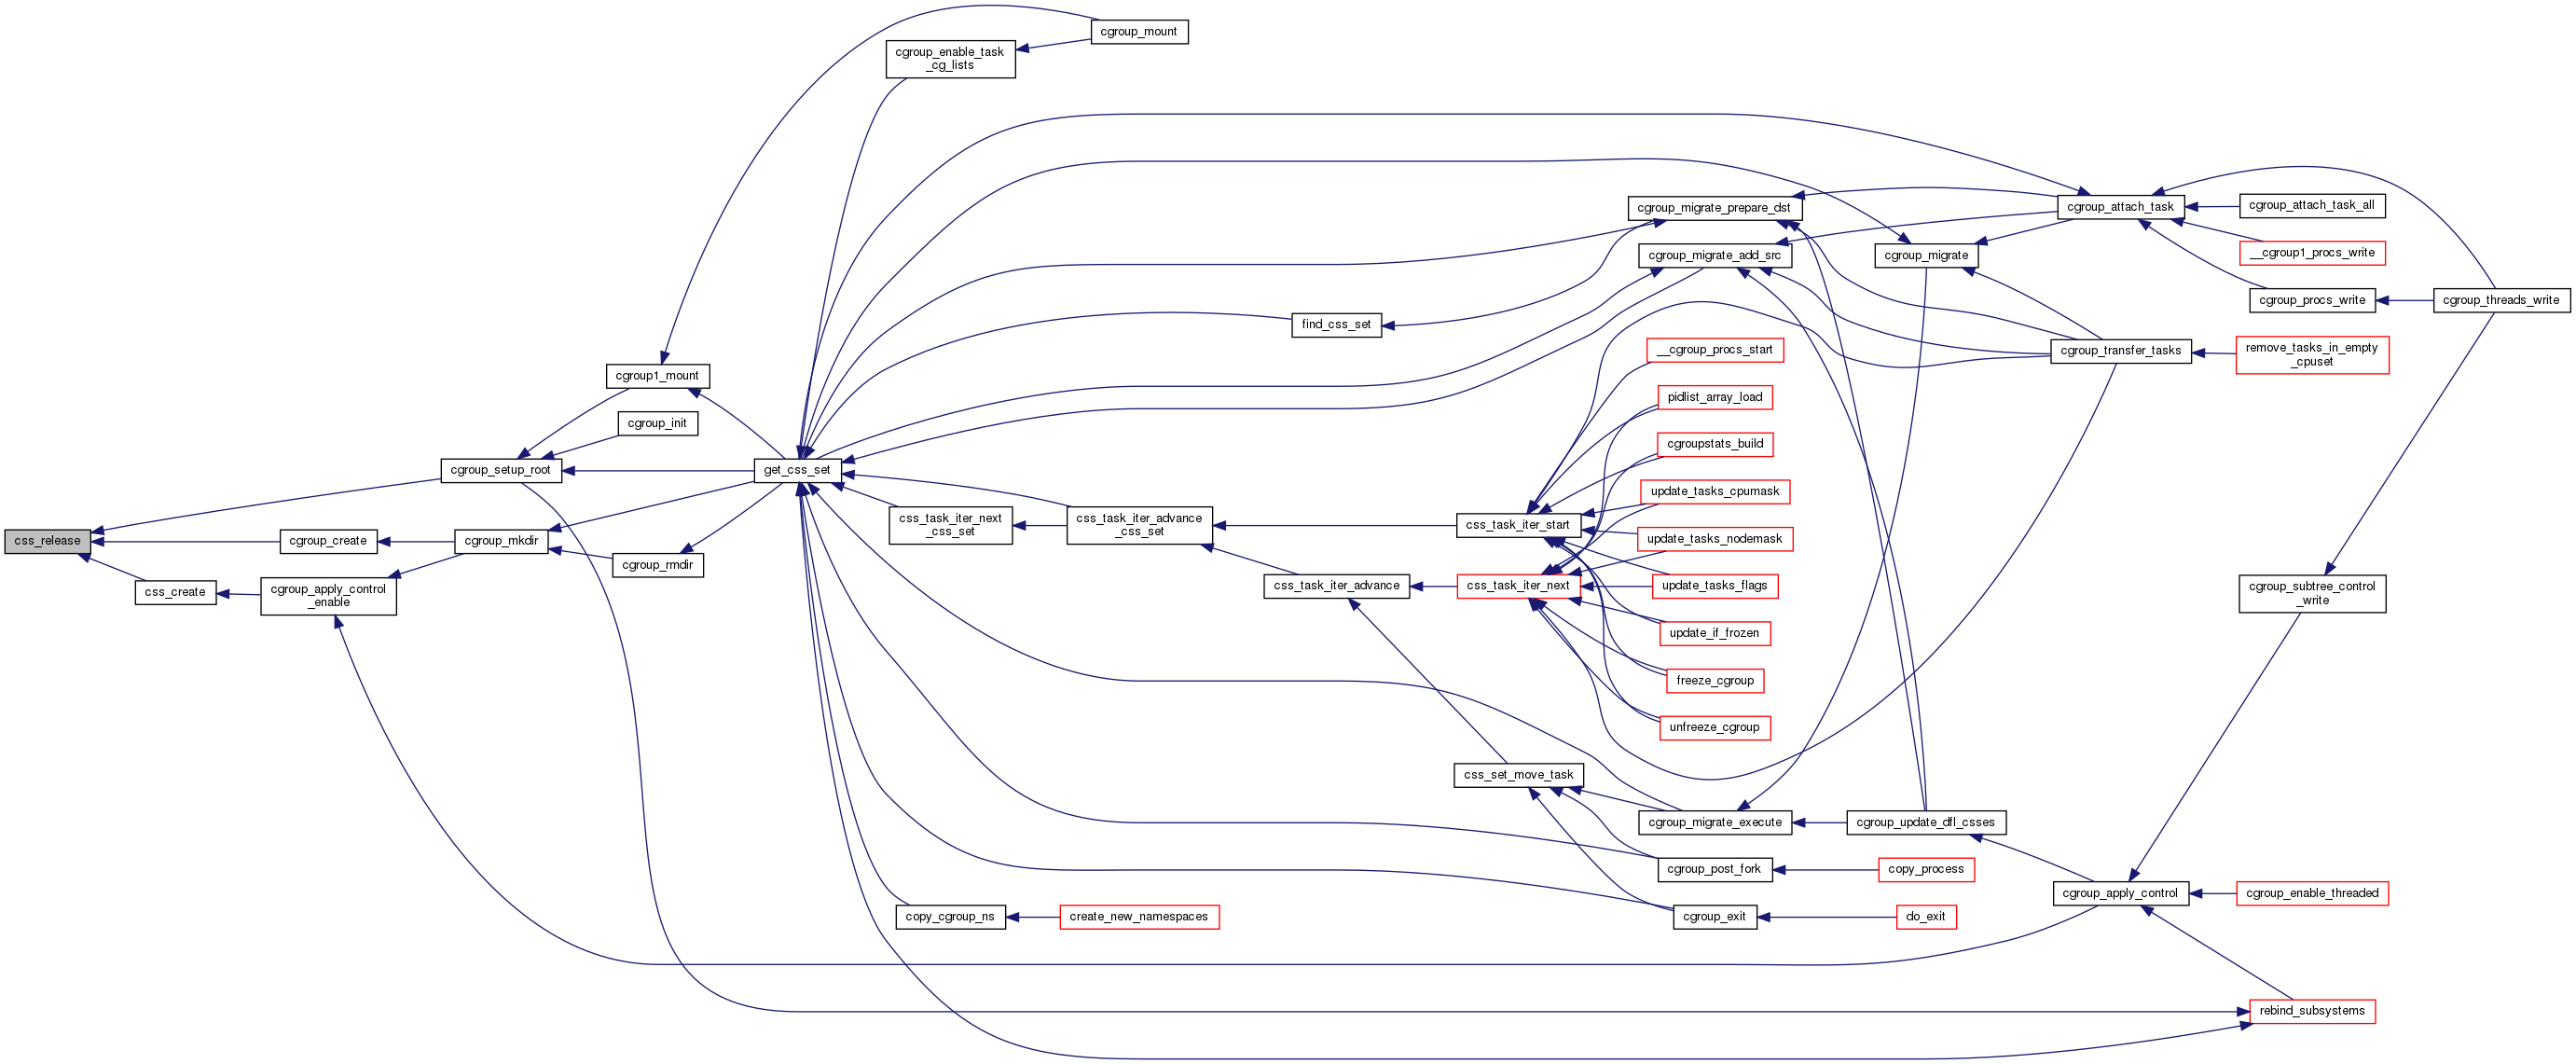 css_release
cgroup_setup_root
cgroup_create
css_create
cgroup_mkdir
cgroup_apply_control
_enable
cgroup1_mount
cgroup_init
cgroup_rmdir
get_css_set
cgroup_mount
cgroup_enable_task
_cg_lists
find_css_set
css_task_iter_next
_css_set
css_task_iter_advance
_css_set
css_task_iter_advance
copy_cgroup_ns
create_new_namespaces
css_task_iter_start
css_task_iter_next
css_set_move_task
cgroup_migrate_prepare_dst
cgroup_migrate_add_src
__cgroup_procs_start
pidlist_array_load
cgroupstats_build
update_tasks_cpumask
update_tasks_nodemask
update_tasks_flags
update_if_frozen
freeze_cgroup
unfreeze_cgroup
cgroup_migrate_execute
cgroup_post_fork
cgroup_exit
cgroup_migrate
cgroup_update_dfl_csses
copy_process
do_exit
cgroup_attach_task
cgroup_transfer_tasks
cgroup_apply_control
cgroup_attach_task_all
__cgroup1_procs_write
cgroup_procs_write
remove_tasks_in_empty
_cpuset
cgroup_subtree_control
_write
cgroup_enable_threaded
rebind_subsystems
cgroup_threads_write